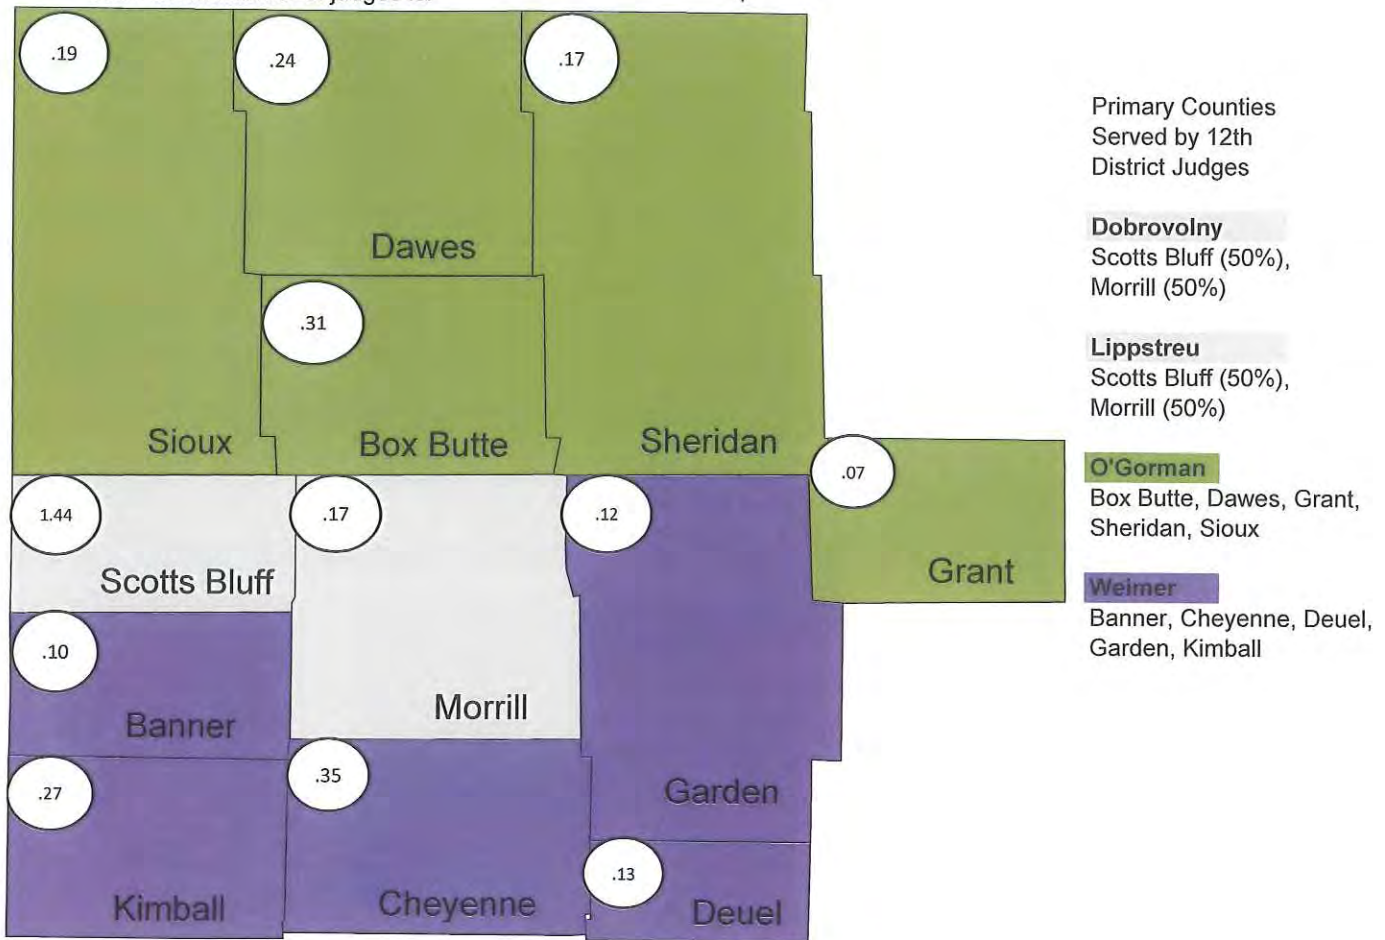 .19
.24
.17
Dawes
.31
Sioux
Box Butte
Sheridan
.07
1.44
.17
.12
Scotts Bluff
Grant
.10
Morrill
Banner
.27
.35
Garden
.13
Kimball
Cheyenne
Deuel
Primary Counties
Served by 12th
District Judges
Dobrovolny
Scotts Bluff (50%),
Morrill (50%)
Lippstreu
Scotts Bluff (50%),
Morrill (50%)
O'Gorman
Box Butte, Dawes, Grant,
Sheridan, Sioux
Weimer
Banner, Cheyenne, Deuel,
Garden, Kimball